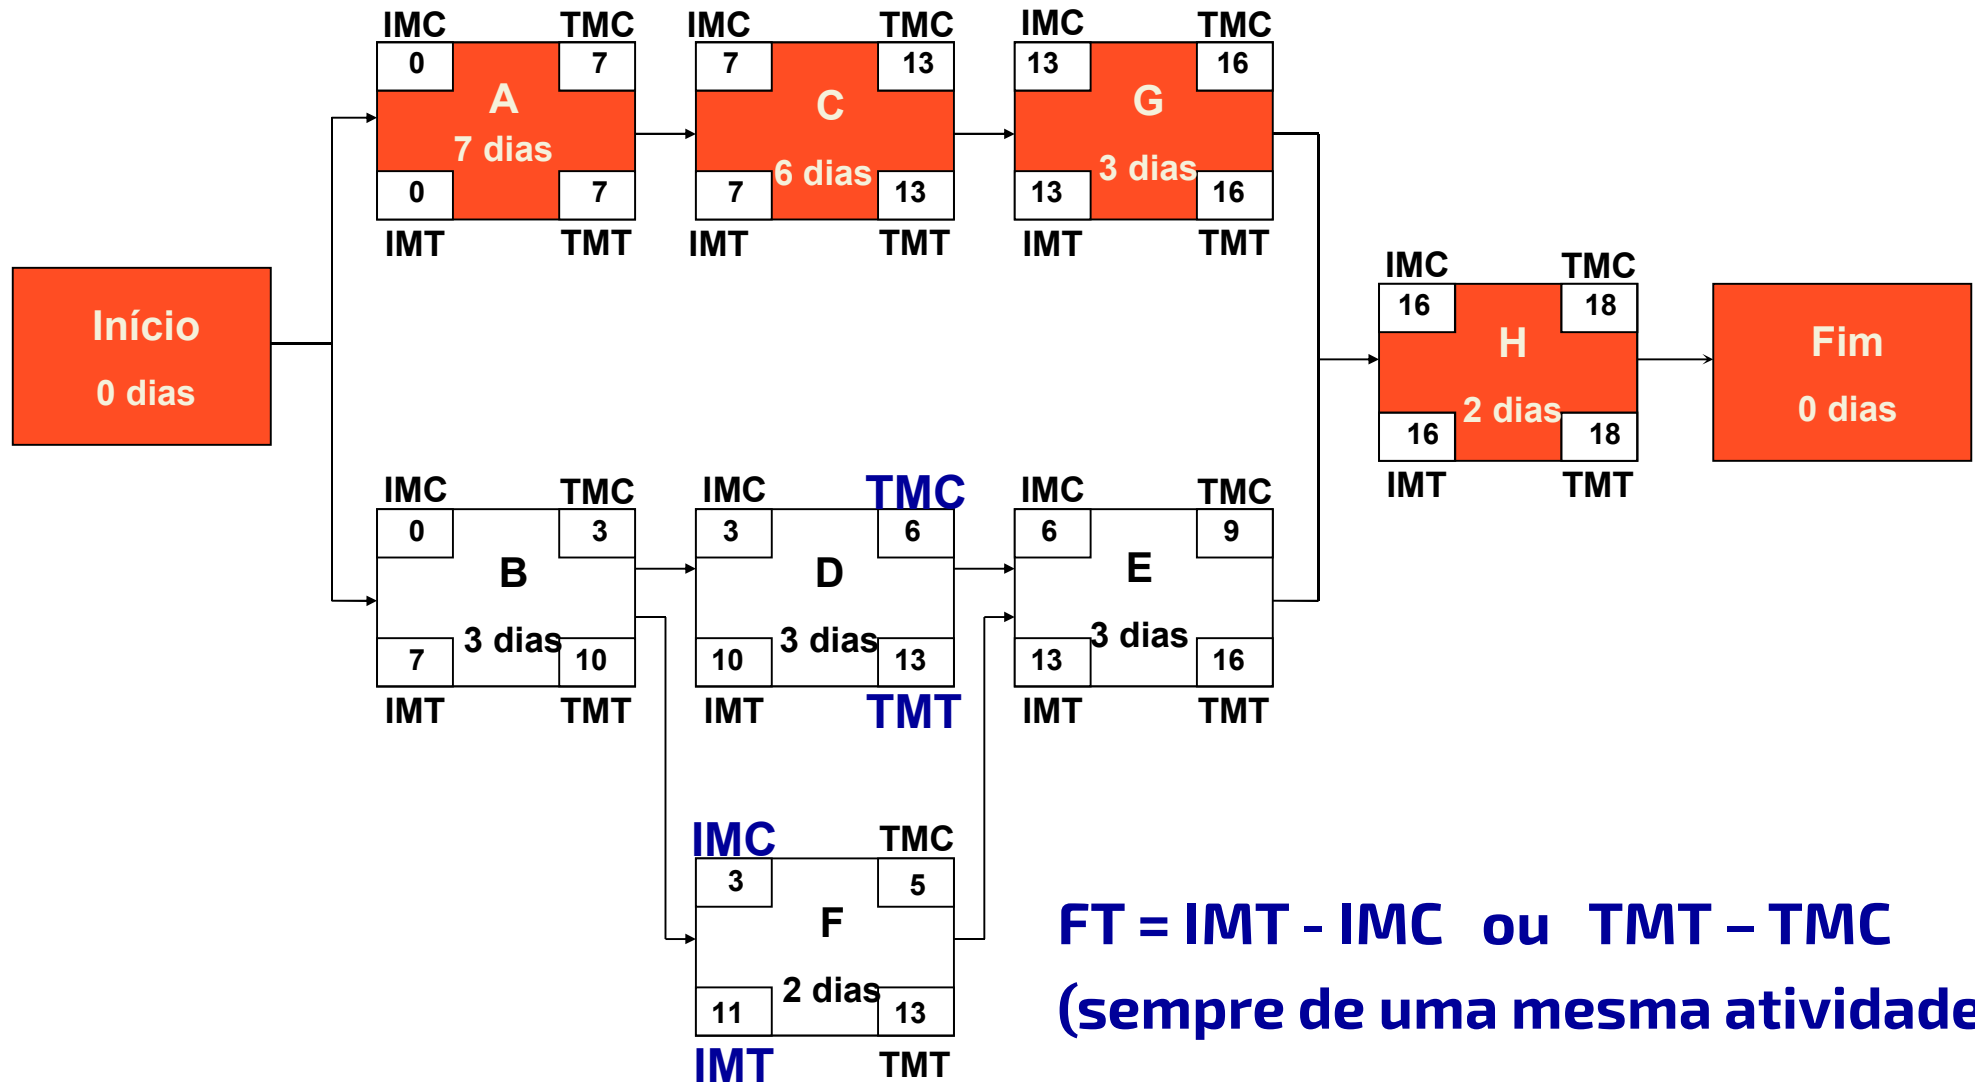 IMC TMC IMC TMC IMC TMC
0 7 7 13 13 16
A C G
7 dias 6 dias 3 dias
0 7 7 13 13 16
IMT TMT IMT TMT IMT TMT
IMC TMC
16 18
Início H Fim
0 dias 2 dias 0 dias
16 18
IMT TMT
IMC TMC IMC TMC IMC TMC
0 3 3 6 6 9
B D E
3 dias 3 dias 3 dias
7 10 10 13 13 16
IMT TMT IMT TMT IMT TMT
IMC TMC
3 5
F
2 dias
11 13
IMT TMT
FT = IMT - IMC ou TMT – TMC
(sempre de uma mesma atividade